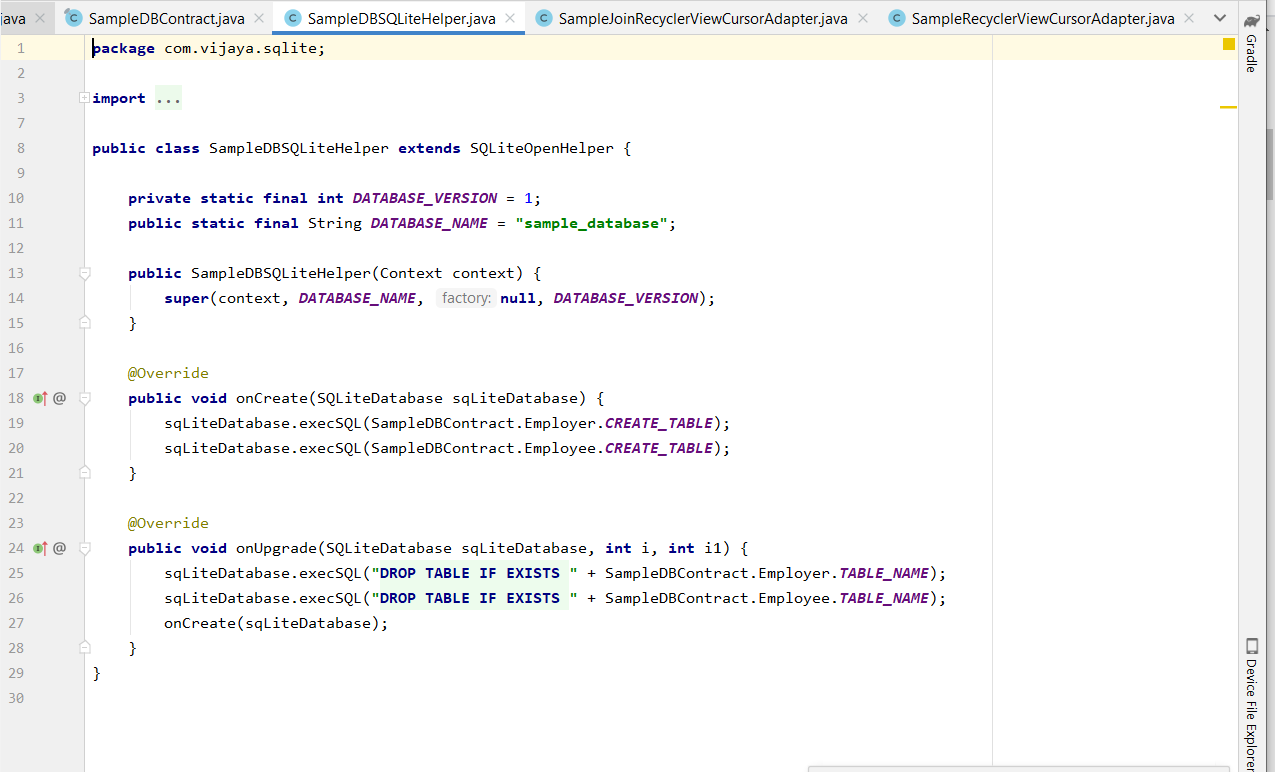 java SampleDBContract.java SampleDBSQLiteHelper.java SampleJoinRecyclerViewCursorAdapter.java SampleRecyclerViewCursorAdapter.java
Gradle
1 package com.vijaya.sqlite;
2
3 import ...
7
8 public class SampleDBSQLiteHelper extends SQLiteOpenHelper {
9
10 private static final int DATABASE_VERSION = 1;
11 public static final String DATABASE_NAME = "sample_database";
12
13 public SampleDBSQLiteHelper(Context context) {
14 super(context, DATABASE_NAME, factory: null, DATABASE_VERSION);
15 }
16
17 @Override
18 @ public void onCreate(SQLiteDatabase sqLiteDatabase) {
19 sqLiteDatabase.execSQL(SampleDBContract.Employer.CREATE_TABLE);
20 sqLiteDatabase.execSQL(SampleDBContract.Employee.CREATE_TABLE);
21 }
22
23 @Override
24 @ public void onUpgrade(SQLiteDatabase sqLiteDatabase, int i, int i1) {
25 sqLiteDatabase.execSQL("DROP TABLE IF EXISTS " + SampleDBContract.Employer.TABLE_NAME);
26 sqLiteDatabase.execSQL("DROP TABLE IF EXISTS " + SampleDBContract.Employee.TABLE_NAME);
27 onCreate(sqLiteDatabase);
28 }
29 }
30
Device File Explorer